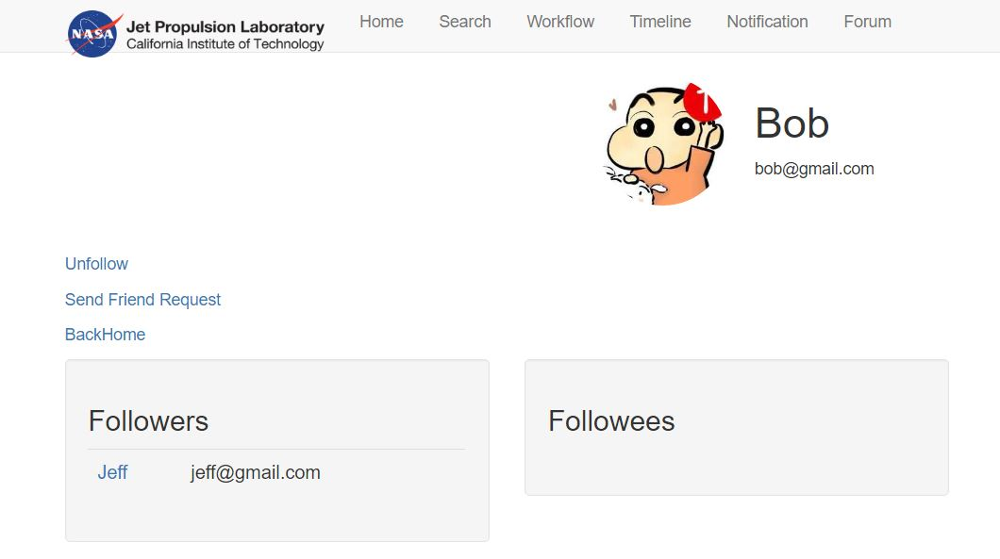 NASA
Jet Propulsion Laboratory
California Institute of Technology
Home Search Workflow Timeline Notification Forum
1
Bob
bob@gmail.com
Unfollow
Send Friend Request
BackHome
Followers
Jeff jeff@gmail.com
Followees